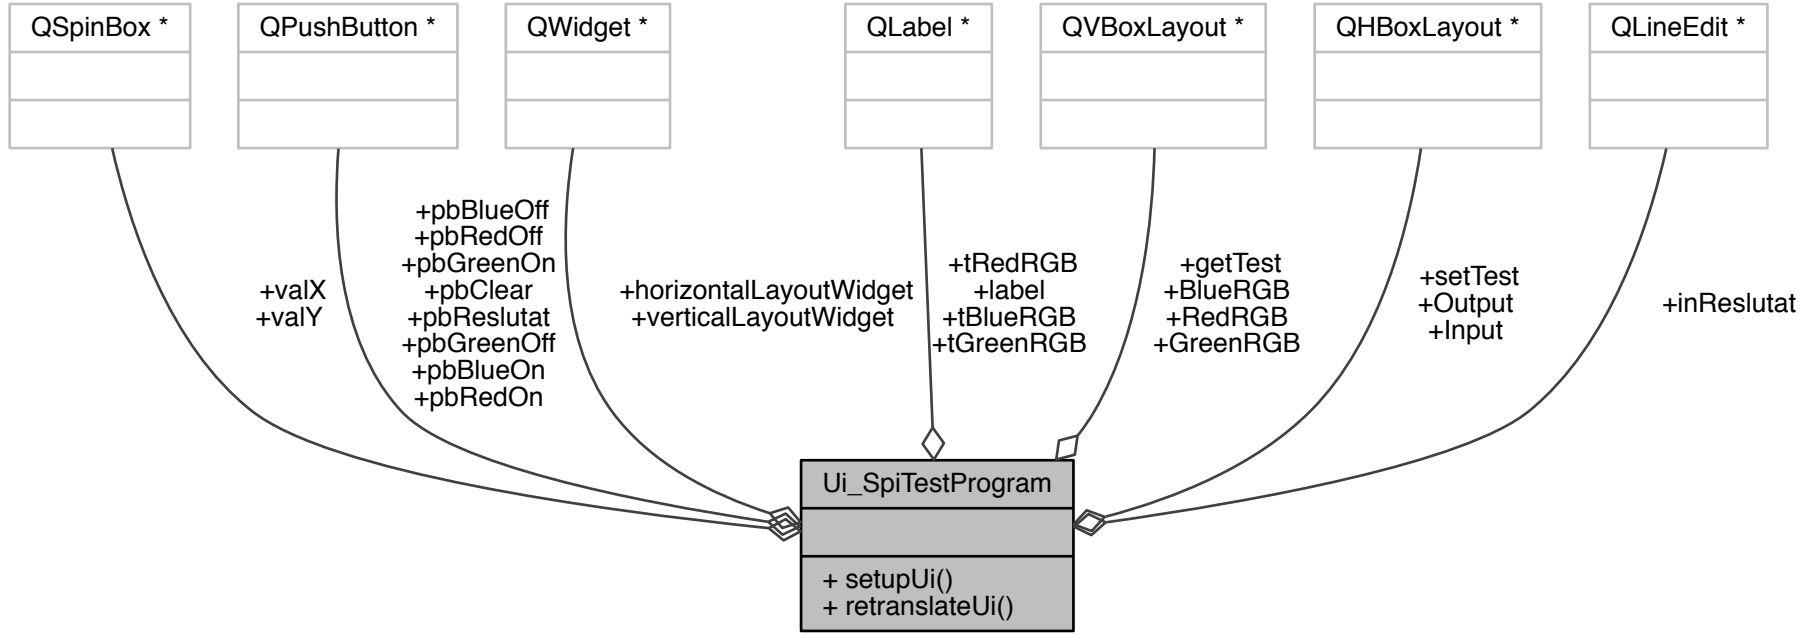 QSpinBox *
QPushButton *
QWidget *
QLabel *
QVBoxLayout *
QHBoxLayout *
QLineEdit *
+valX
+valY
+pbBlueOff
+pbRedOff
+pbGreenOn
+pbClear
+pbReslutat
+pbGreenOff
+pbBlueOn
+pbRedOn
+horizontalLayoutWidget
+verticalLayoutWidget
+tRedRGB
+label
+tBlueRGB
+tGreenRGB
+getTest
+BlueRGB
+RedRGB
+GreenRGB
+setTest
+Output
+Input
+inReslutat
Ui_SpiTestProgram
+ setupUi()
+ retranslateUi()